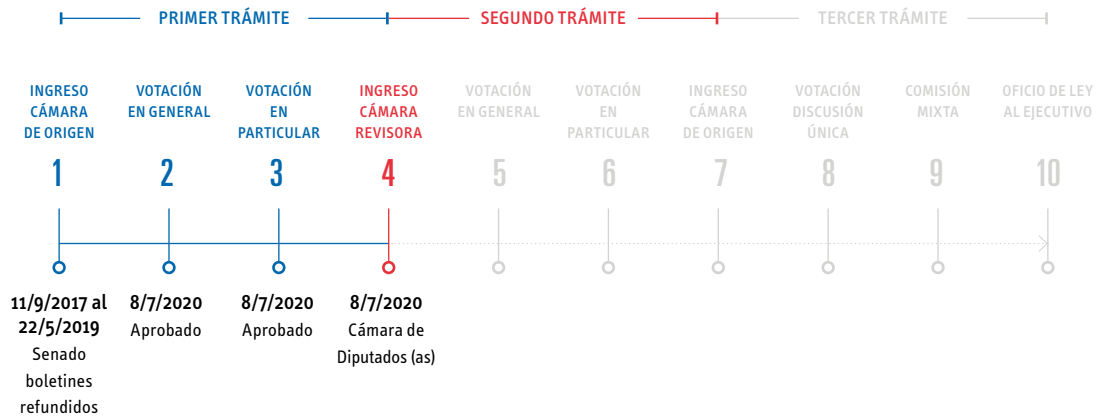 PRIMER TRÁMITE
SEGUNDO TRÁMITE
TERCER TRÁMITE
INGRESO
CÁMARA
DE ORIGEN
1
VOTACIÓN
EN GENERAL
2
VOTACIÓN
EN
PARTICULAR
3
INGRESO
CÁMARA
REVISORA
4
VOTACIÓN
EN GENERAL
5
VOTACIÓN
EN
PARTICULAR
6
INGRESO
CÁMARA
DE ORIGEN
7
VOTACIÓN
DISCUSIÓN
ÚNICA
8
COMISIÓN
MIXTA
9
OFICIO DE LEY
AL EJECUTIVO
10
11/9/2017 al
22/5/2019
Senado
boletines
refundidos
8/7/2020
Aprobado
8/7/2020
Aprobado
8/7/2020
Cámara de
Diputados (as)